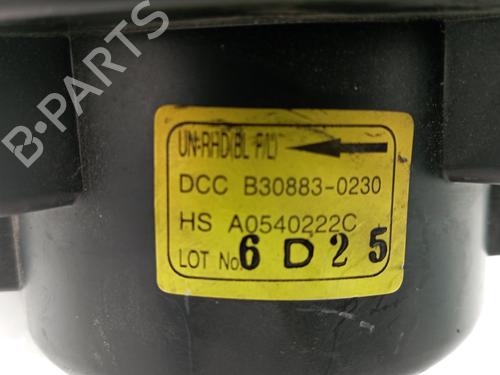 UN-RHD(BL F/L)
DCC B30883-0230
HS A0540222C
LOT No. 6 D 2 5
B-PARTS